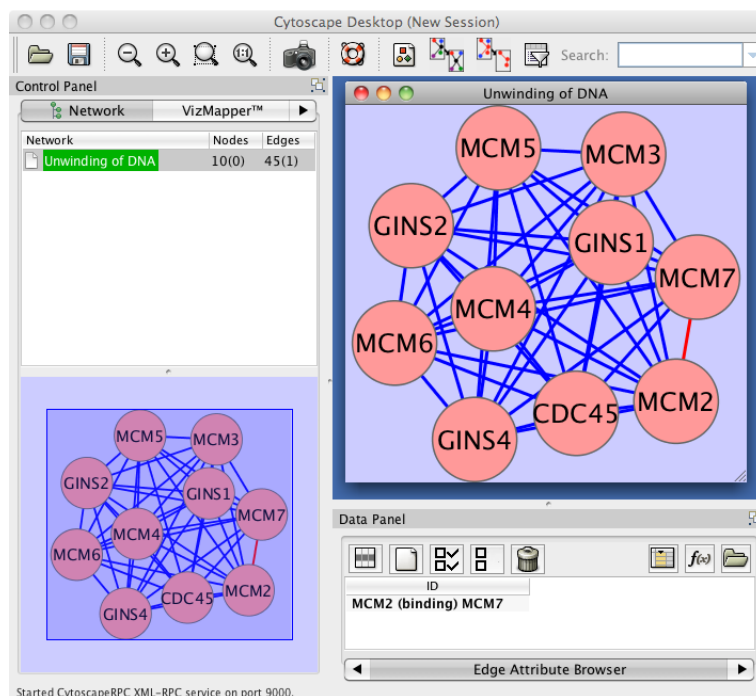 Cytoscape Desktop (New Session)
1:1
Search:
Control Panel
Network
VizMapper™
Network Nodes Edges
Unwinding of DNA 10(0) 45(1)
Unwinding of DNA
MCM5
MCM3
GINS2
GINS1
MCM7
MCM4
MCM6
MCM2
CDC45
GINS4
MCM5
MCM3
GINS2
GINS1
MCM7
MCM4
MCM6
MCM2
CDC45
GINS4
Data Panel
f(x)
ID
MCM2 (binding) MCM7
Edge Attribute Browser
Started CytoscapeRPC XML-RPC service on port 9000.